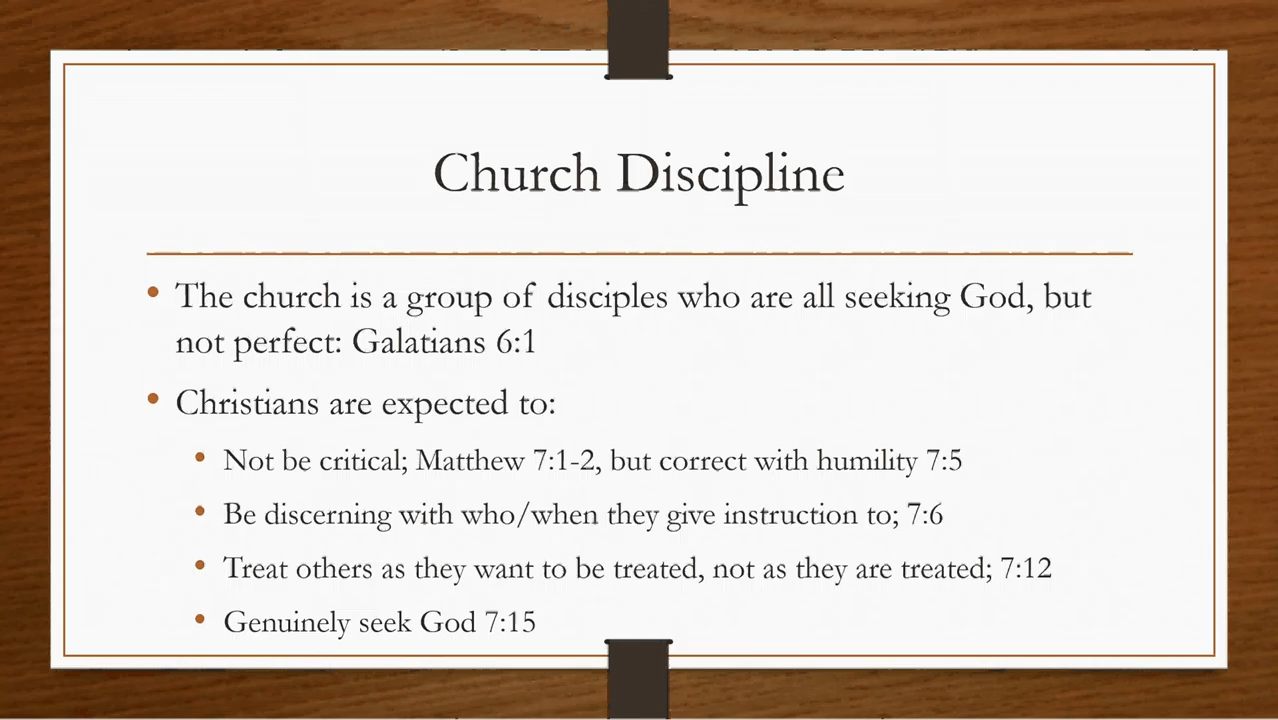 Church Discipline
The church is a group of disciples who are all seeking God, but
not perfect: Galatians 6:1
Christians are expected to:
Not be critical; Matthew 7:1-2, but correct with humility 7:5
Be discerning with who/when they give instruction to; 7:6
Treat others as they want to be treated, not as they are treated; 7:12
Genuinely seek God 7:15